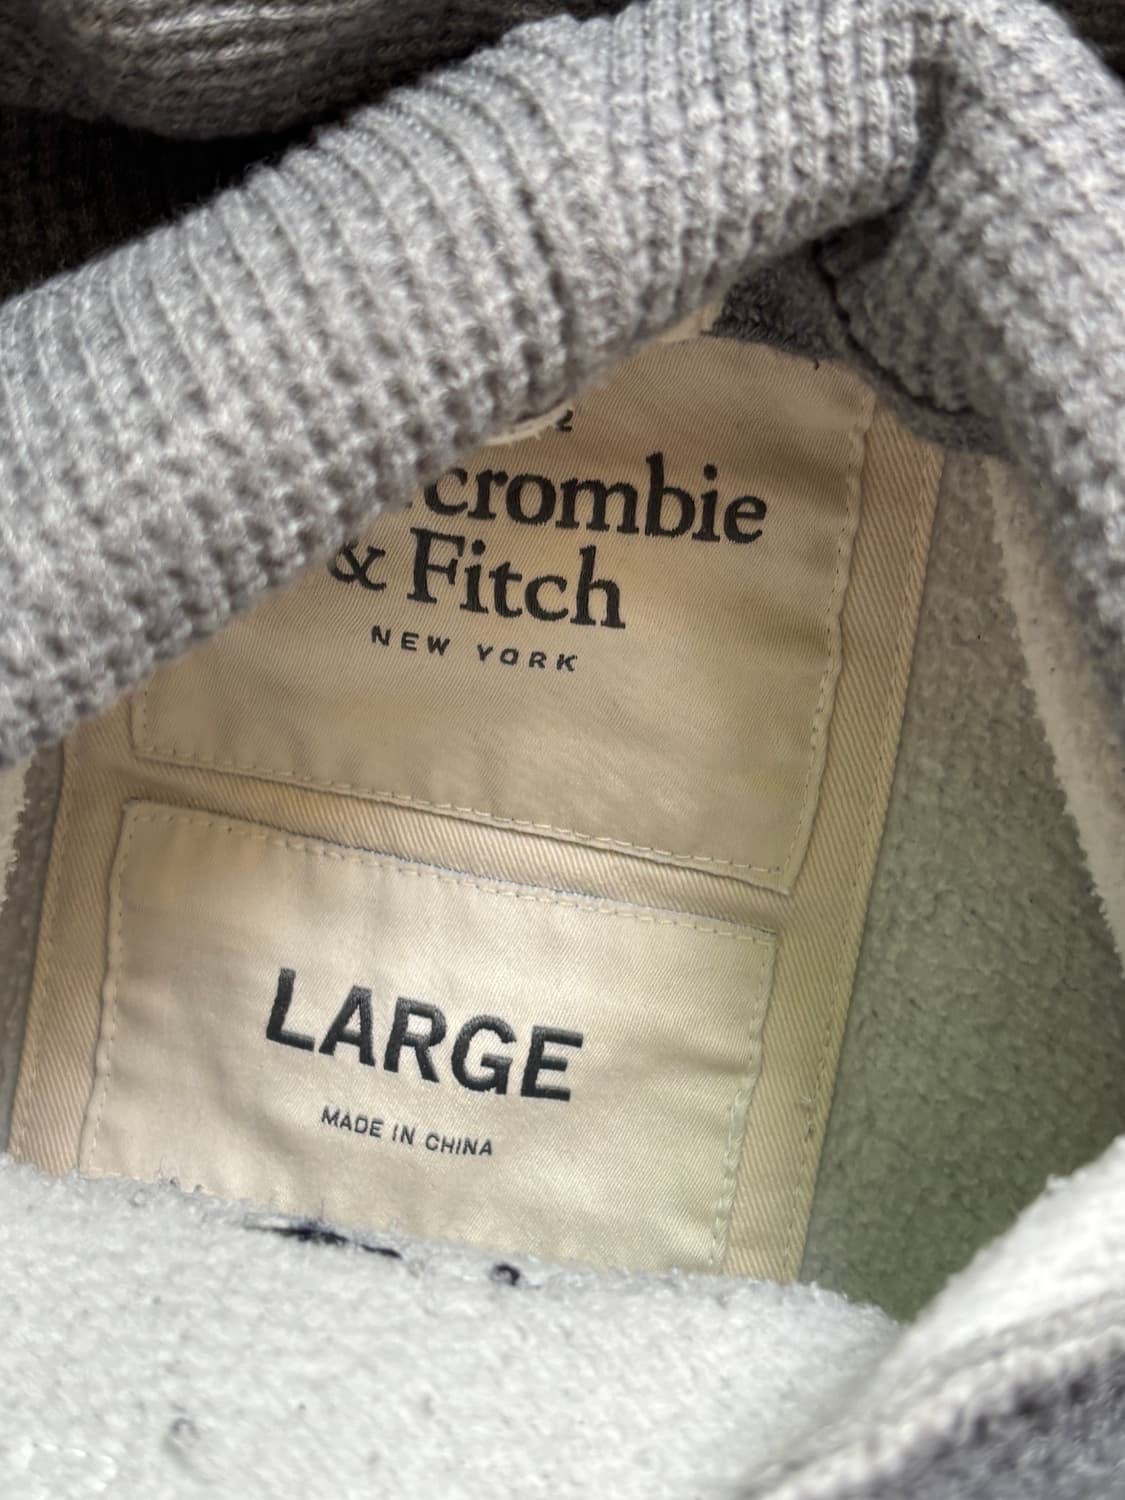 crombie
& Fitch
NEW YORK
LARGE
MADE IN CHINA